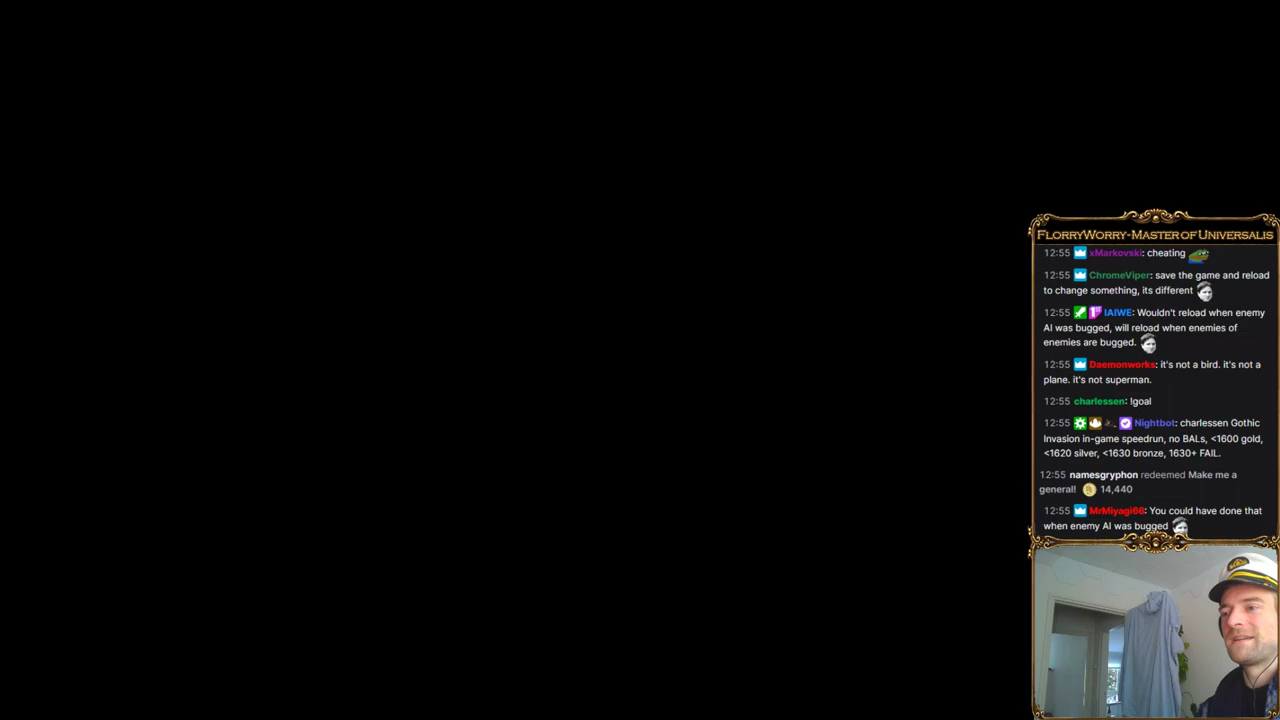 FLORRYWORRY-MASTER OF UNIVERSALIS
12:55 xMarkovski: cheating
12:55 ChromeViper: save the game and reload
to change something, its different
12:55 IAIWE: Wouldn't reload when enemy
AI was bugged, will reload when enemies of
enemies are bugged.
12:55 Daemonworks: it's not a bird. it's not a
plane. it's not superman.
12:55 charlessen: !goal
12:55 Nightbot: charlessen Gothic
Invasion in-game speedrun, no BALs, <1600 gold,
<1620 silver, <1630 bronze, 1630+ FAIL.
12:55 namesgryphon redeemed Make me a
general! 14,440
12:55 MrMiyagi66: You could have done that
when enemy AI was bugged